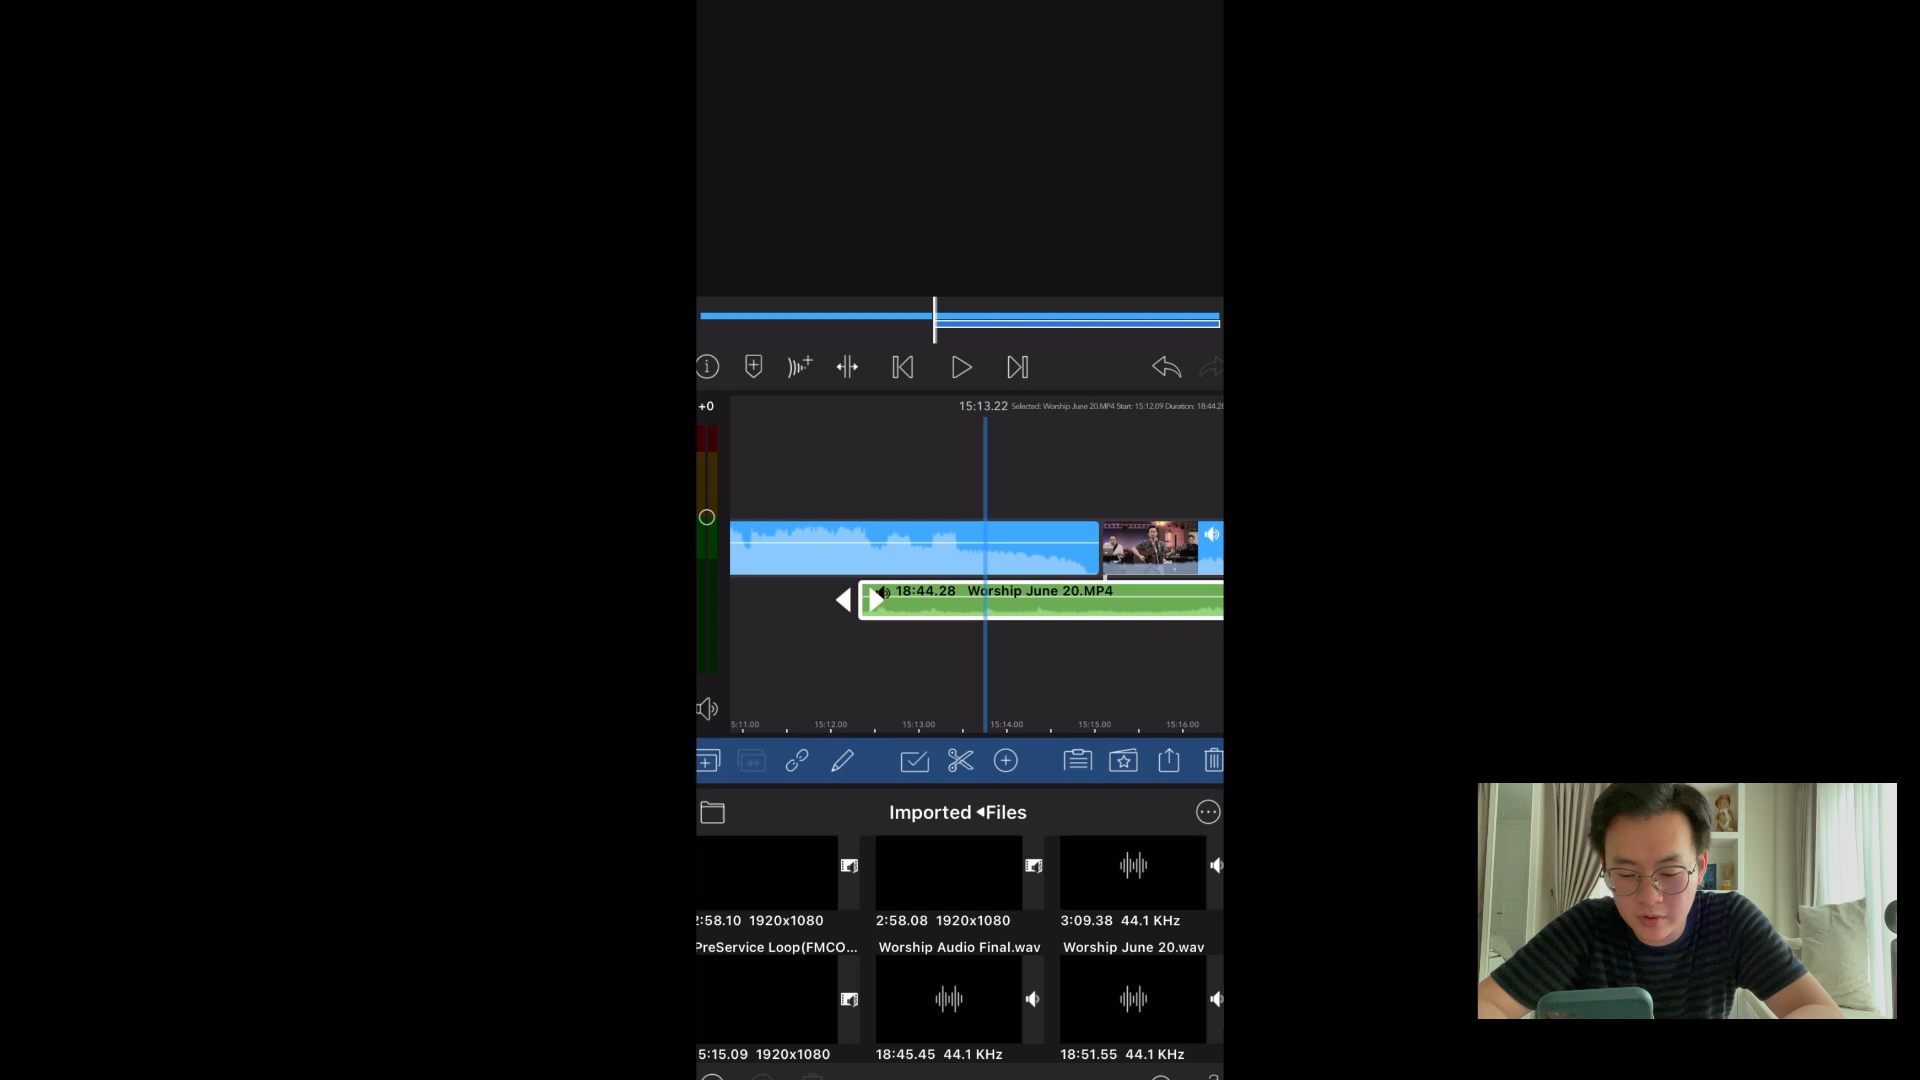 +0
15:13.22 Selected: Worship June 20.MP4 Start: 15:12.09 Duration: 18:44.28
18:44.28 Worship June 20.MP4
5:11.00 15:12.00 15:13.00 15:14.00 15:15.00 15:16.00
Imported Files
2:58.10 1920x1080
2:58.08 1920x1080
3:09.38 44.1 KHz
PreService Loop(FMCO...
Worship Audio Final.wav
Worship June 20.wav
5:15.09 1920x1080
18:45.45 44.1 KHz
18:51.55 44.1 KHz